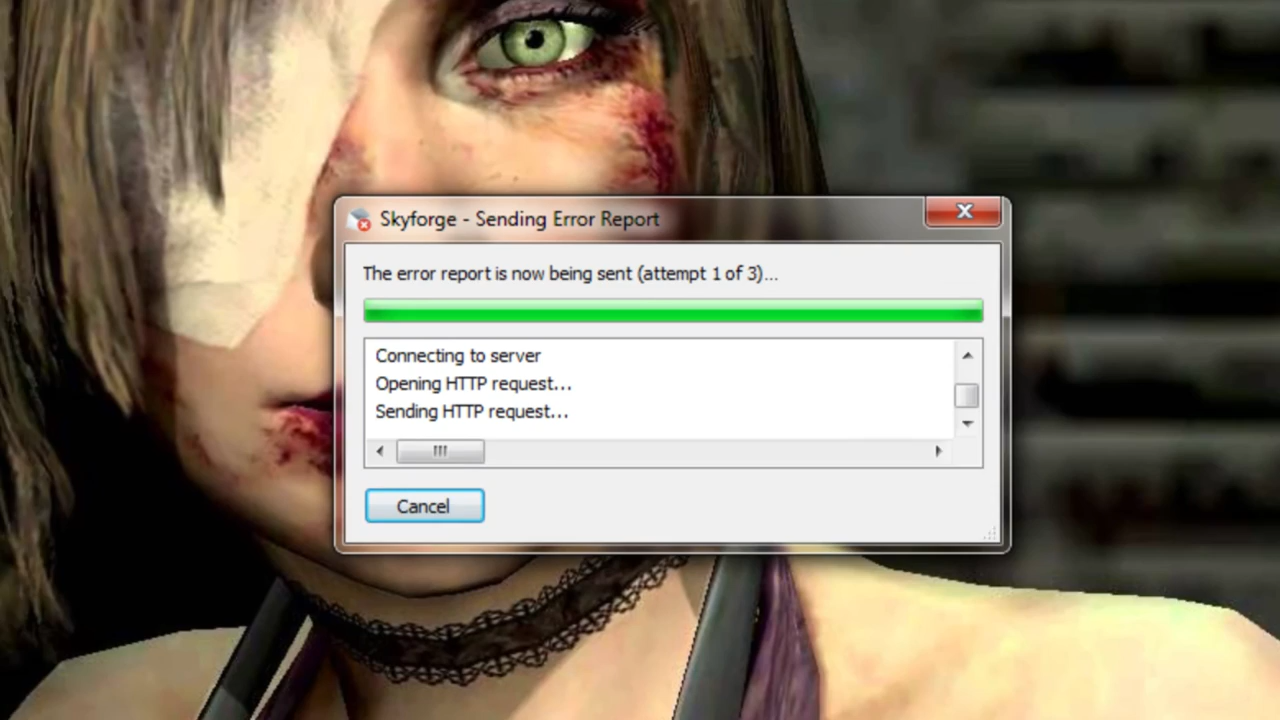 Skyforge - Sending Error Report
The error report is now being sent (attempt 1 of 3)...
Connecting to server
Opening HTTP request...
Sending HTTP request...
Cancel